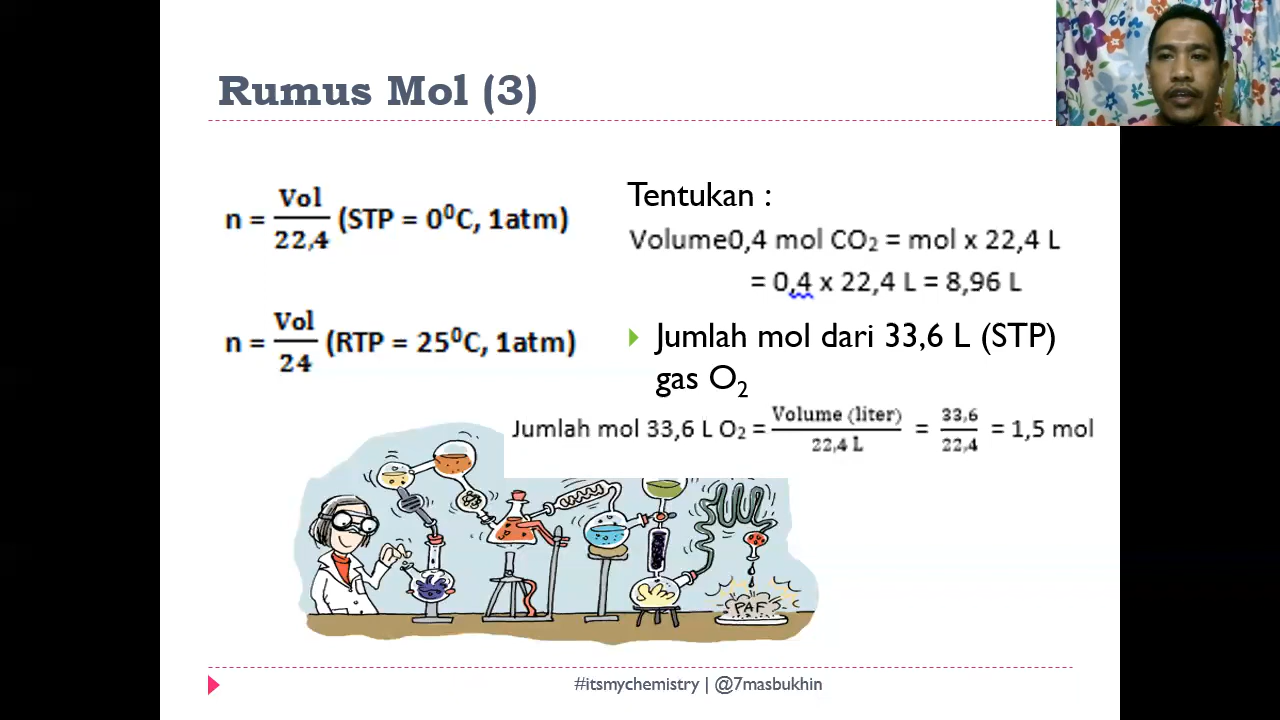 Rumus Mol (3)
n = Vol / 22,4 (STP = 0⁰C, 1atm)
n = Vol / 24 (RTP = 25⁰C, 1atm)
Tentukan :
Volume0,4 mol CO₂ = mol x 22,4 L
= 0,4 x 22,4 L = 8,96 L
Jumlah mol dari 33,6 L (STP)
gas O₂
Jumlah mol 33,6 L O₂ = Volume (liter) / 22,4 L = 33,6 / 22,4 = 1,5 mol
PAF
#itsmychemistry | @7masbukhin